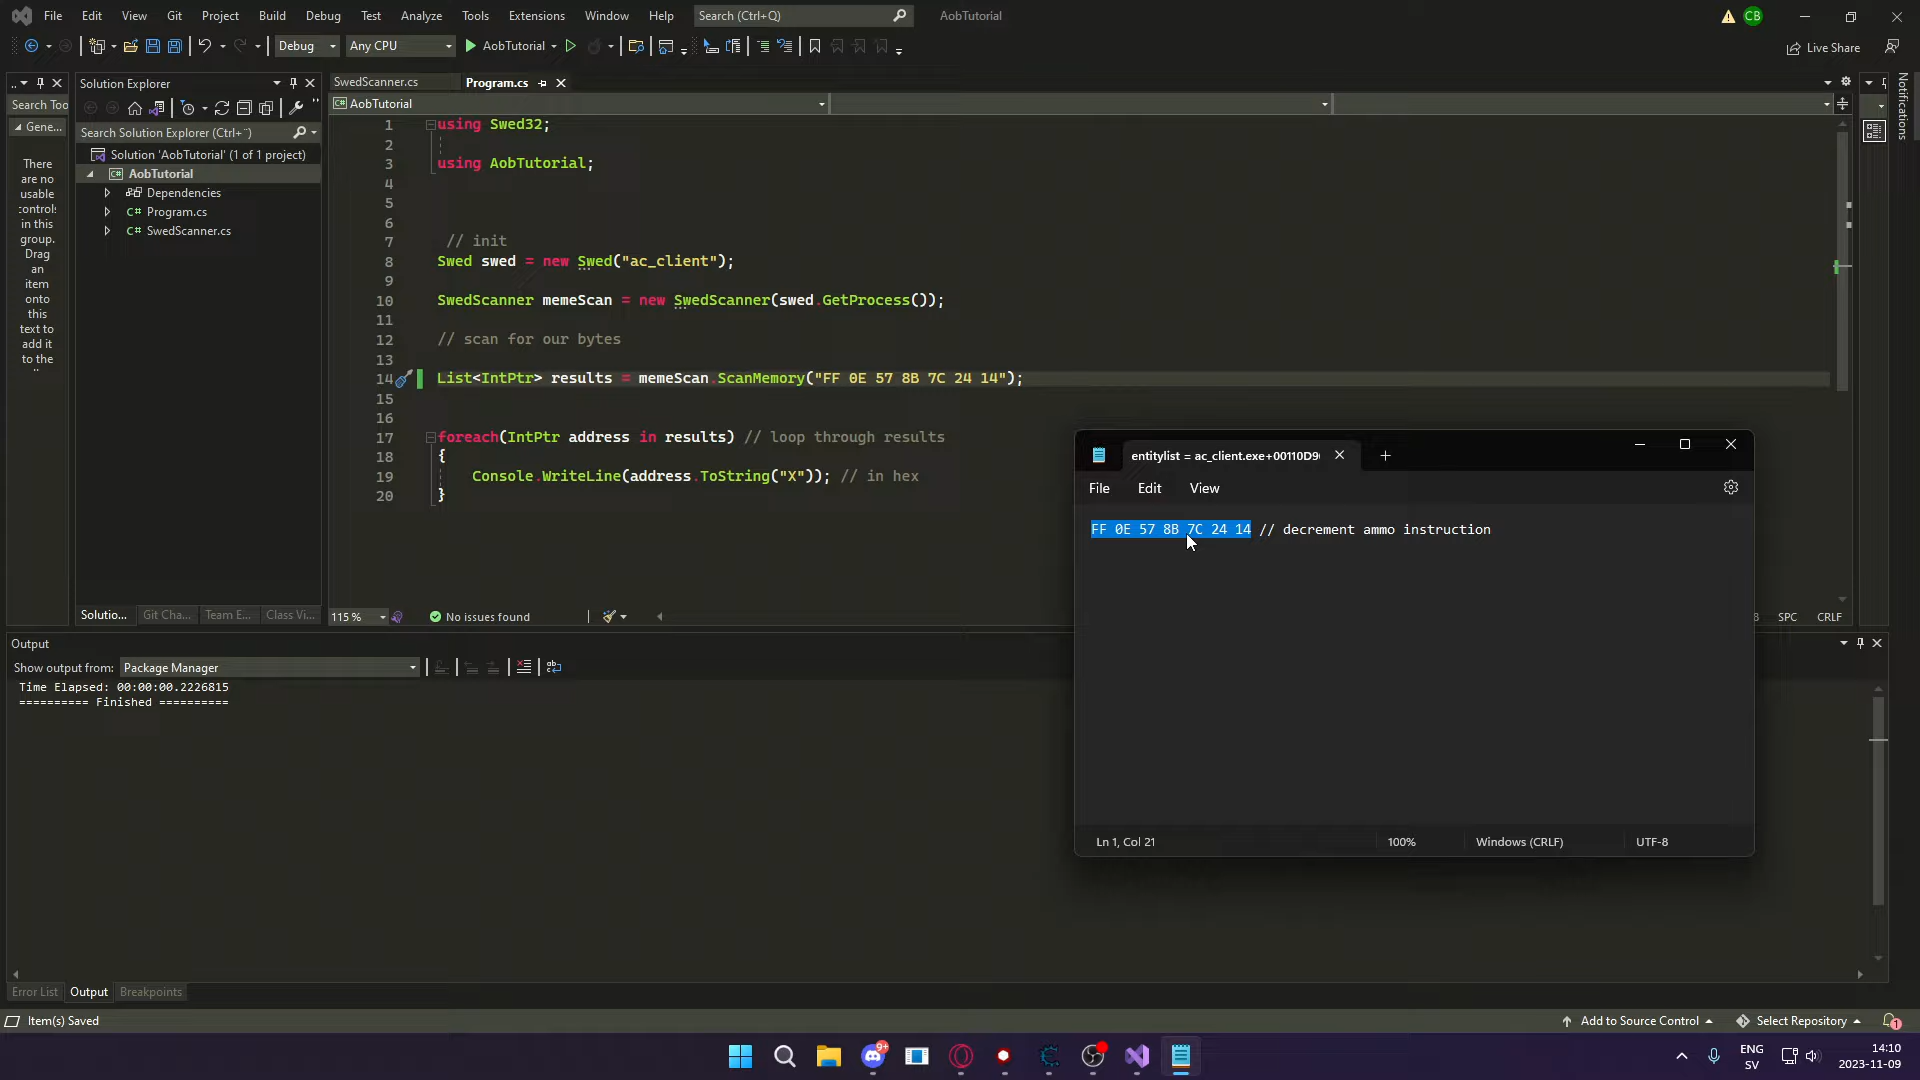 File Edit View Git Project Build Debug Test Analyze Tools Extensions Window Help Search (Ctrl+Q) AobTutorial CB
Debug Any CPU AobTutorial Live Share
Solution Explorer SwedScanner.cs Program.cs Notifications
Search Too AobTutorial
Gene... Search Solution Explorer (Ctrl+¨)
There
are no
usable
controls
in this
group.
Drag
an
item
onto
this
text to
add it
to the
Solution 'AobTutorial' (1 of 1 project)
AobTutorial
Dependencies
C# Program.cs
C# SwedScanner.cs
1 using Swed32;
2
3 using AobTutorial;
4
5
6
7 // init
8 Swed swed = new Swed("ac_client");
9
10 SwedScanner memeScan = new SwedScanner(swed.GetProcess());
11
12 // scan for our bytes
13
14 List<IntPtr> results = memeScan.ScanMemory("FF 0E 57 8B 7C 24 14");
15
16
17 foreach(IntPtr address in results) // loop through results
18 {
19 Console.WriteLine(address.ToString("X")); // in hex
20 }
Solutio... Git Cha... Team E... Class Vi... 115 % No issues found SPC CRLF
entitylist = ac_client.exe+00110D9
File Edit View
FF 0E 57 8B 7C 24 14 // decrement ammo instruction
Ln 1, Col 21 100% Windows (CRLF) UTF-8
Output
Show output from: Package Manager
Time Elapsed: 00:00:00.2226815
========== Finished ==========
Error List Output Breakpoints
Item(s) Saved Add to Source Control Select Repository 1
9+ ENG
SV
14:10
2023-11-09